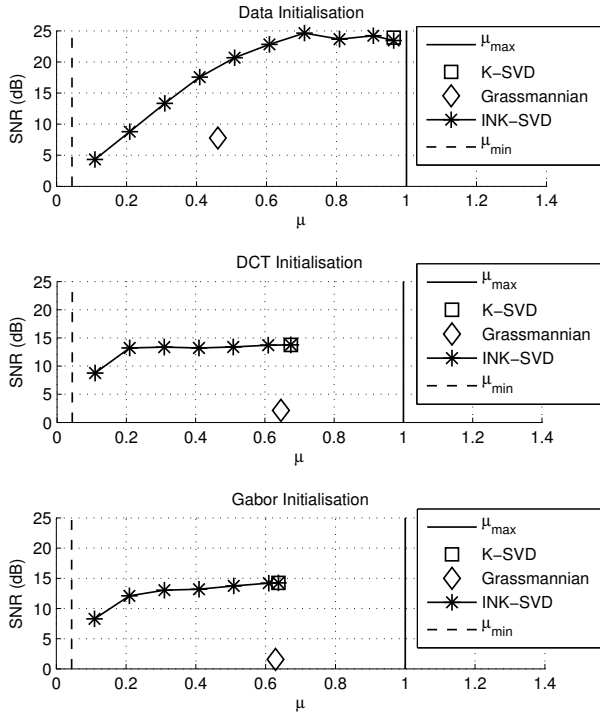 Data Initialisation
SNR (dB)
25
20
15
10
5
0
0 0.2 0.4 0.6 0.8 1 1.2 1.4
μ
μmax
K−SVD
Grassmannian
INK−SVD
μmin
DCT Initialisation
SNR (dB)
25
20
15
10
5
0
0 0.2 0.4 0.6 0.8 1 1.2 1.4
μ
μmax
K−SVD
Grassmannian
INK−SVD
μmin
Gabor Initialisation
SNR (dB)
25
20
15
10
5
0
0 0.2 0.4 0.6 0.8 1 1.2 1.4
μ
μmax
K−SVD
Grassmannian
INK−SVD
μmin